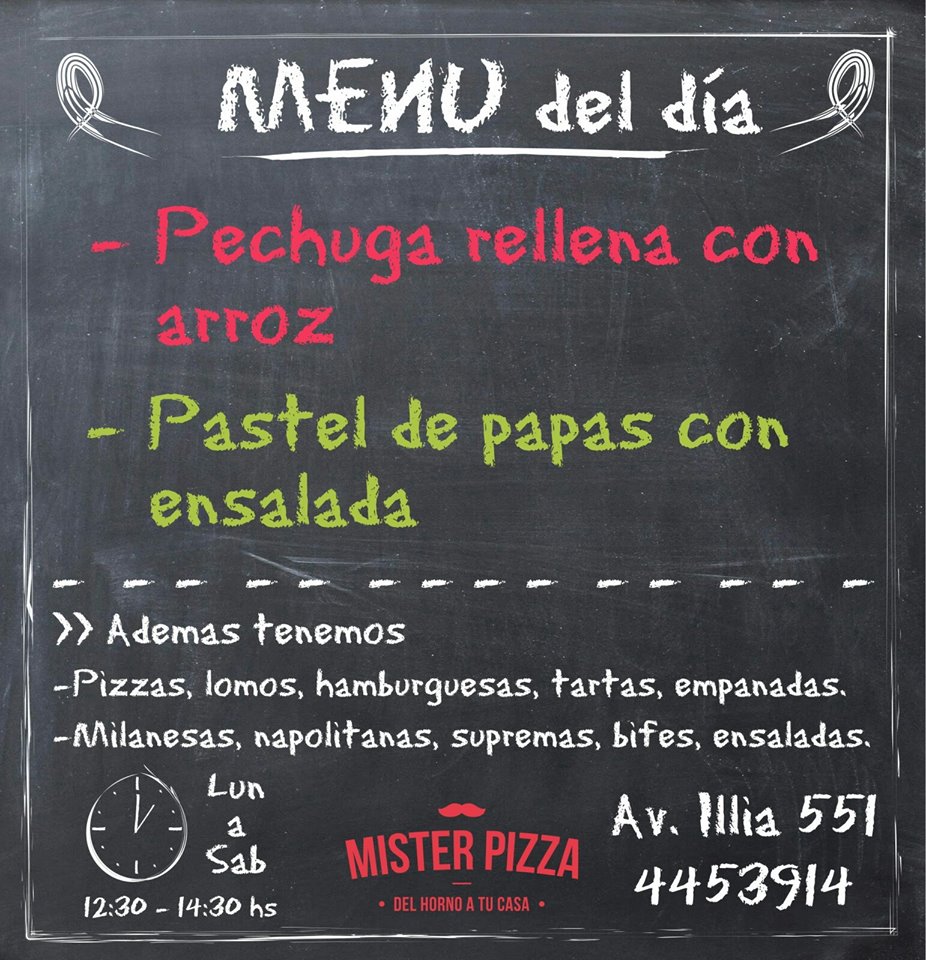 MENU del día
- Pechuga rellena con
arroz
- Pastel de papas con
ensalada
>> Ademas tenemos
-Pizzas, lomos, hamburguesas, tartas, empanadas.
-Milanesas, napolitanas, supremas, bifes, ensaladas.
Lun
a
Sab
12:30 - 14:30 hs
MISTER PIZZA
• DEL HORNO A TU CASA •
Av. Illia 551
4453914